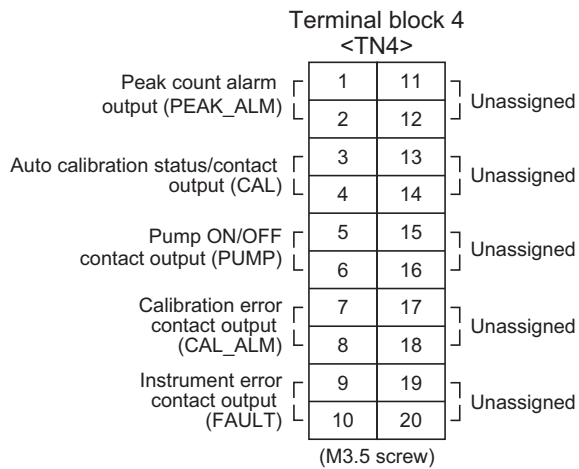 Terminal block 4
<TN4>
Peak count alarm
output (PEAK_ALM)
1 11
2 12
Unassigned
Auto calibration status/contact
output (CAL)
3 13
4 14
Unassigned
Pump ON/OFF
contact output (PUMP)
5 15
6 16
Unassigned
Calibration error
contact output
(CAL_ALM)
7 17
8 18
Unassigned
Instrument error
contact output
(FAULT)
9 19
10 20
Unassigned
(M3.5 screw)